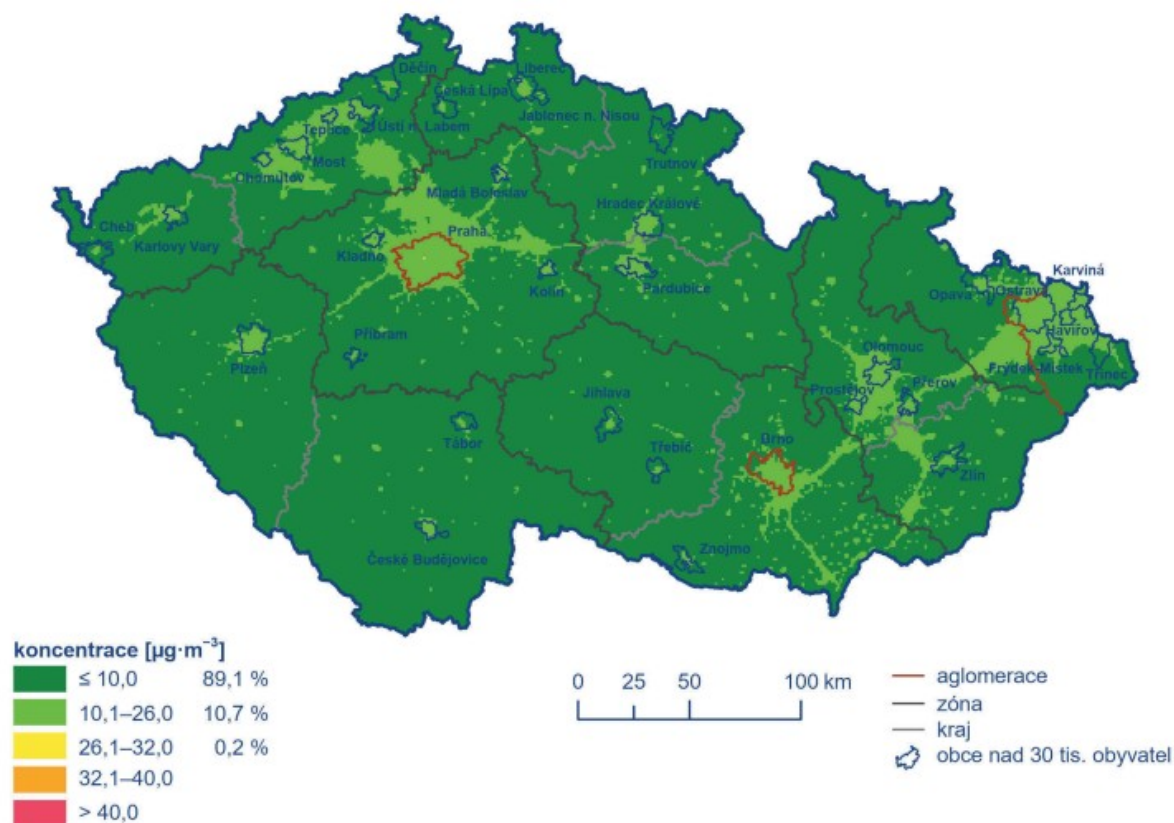 Děčín
Liberec
Česká Lípa
Jablonec n. Nisou
Teplice
Ústí n. Labem
Most
Chomutov
Trutnov
Mladá Boleslav
Hradec Králové
Cheb
Karlovy Vary
Praha
Kladno
Kolín
Pardubice
Karviná
Opava
Ostrava
Havířov
Příbram
Plzeň
Olomouc
Frýdek-Místek
Třinec
Prostějov
Přerov
Jihlava
Tábor
Třebíč
Brno
Zlín
České Budějovice
Znojmo
koncentrace [µg·m⁻³]
≤ 10,0 89,1 %
10,1–26,0 10,7 %
26,1–32,0 0,2 %
32,1–40,0
> 40,0
0 25 50 100 km
aglomerace
zóna
kraj
obce nad 30 tis. obyvatel